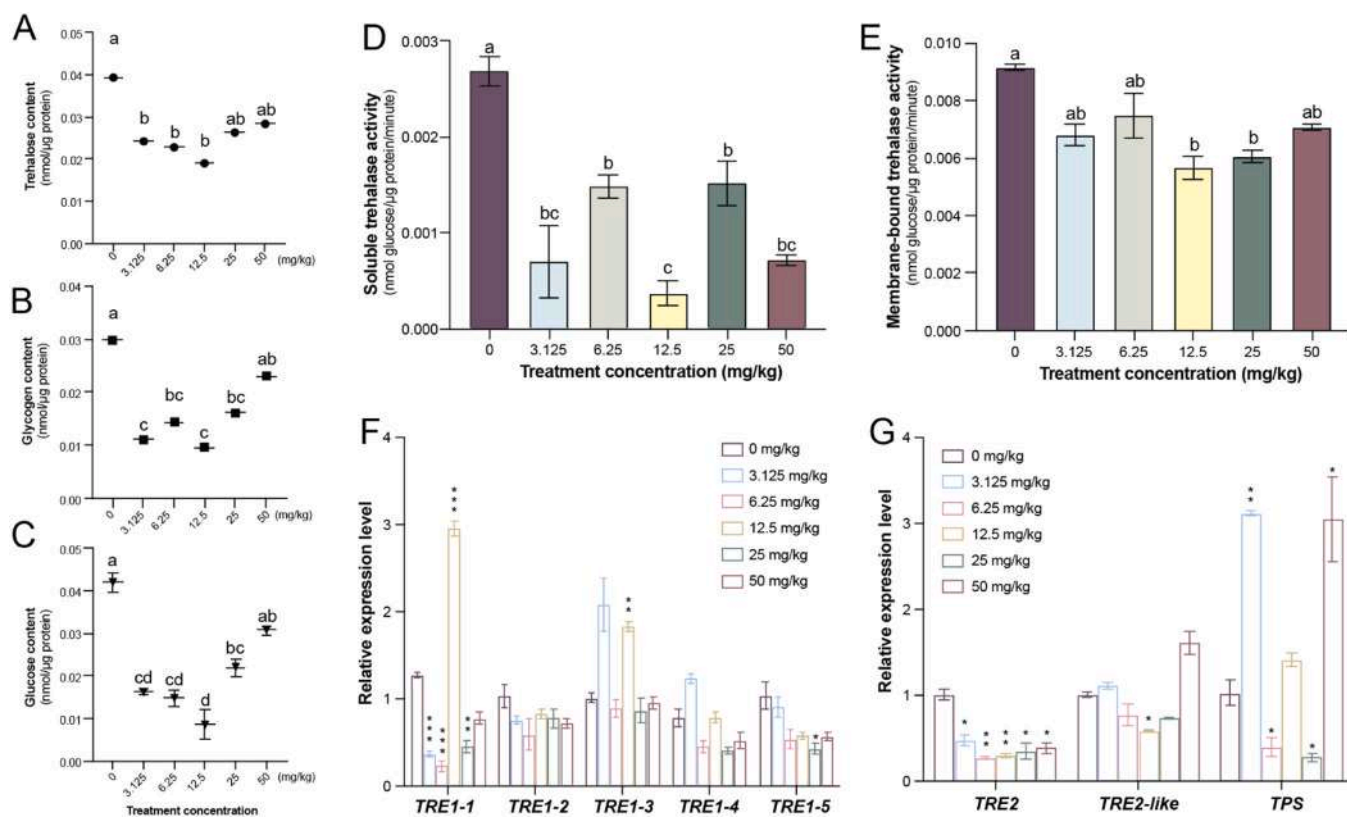 A
Trehalose content
(nmol/µg protein)
0.05
0.04
0.03
0.02
0.01
0.00
a
b
b
b
ab
ab
0
3.125
6.25
12.5
25
50
(mg/kg)
B
Glycogen content
(nmol/µg protein)
0.04
0.03
0.02
0.01
0.00
a
c
bc
c
bc
ab
0
3.125
6.25
12.5
25
50
(mg/kg)
C
Glucose content
(nmol/µg protein)
0.05
0.04
0.03
0.02
0.01
0.00
a
cd
cd
d
bc
ab
0
3.125
6.25
12.5
25
50
(mg/kg)
Treatment concentration
D
Soluble trehalase activity
(nmol glucose/µg protein/minute)
0.003
0.002
0.001
0.000
a
bc
b
c
b
bc
0
3.125
6.25
12.5
25
50
Treatment concentration (mg/kg)
E
Membrane-bound trehalase activity
(nmol glucose/µg protein/minute)
0.010
0.008
0.006
0.004
0.002
0.000
a
ab
ab
b
b
ab
0
3.125
6.25
12.5
25
50
Treatment concentration (mg/kg)
F
Relative expression level
4
3
2
1
0
0 mg/kg
3.125 mg/kg
6.25 mg/kg
12.5 mg/kg
25 mg/kg
50 mg/kg
***
***
***
**
**
*
TRE1-1
TRE1-2
TRE1-3
TRE1-4
TRE1-5
G
Relative expression level
4
3
2
1
0
0 mg/kg
3.125 mg/kg
6.25 mg/kg
12.5 mg/kg
25 mg/kg
50 mg/kg
*
**
**
*
*
*
**
*
*
*
TRE2
TRE2-like
TPS